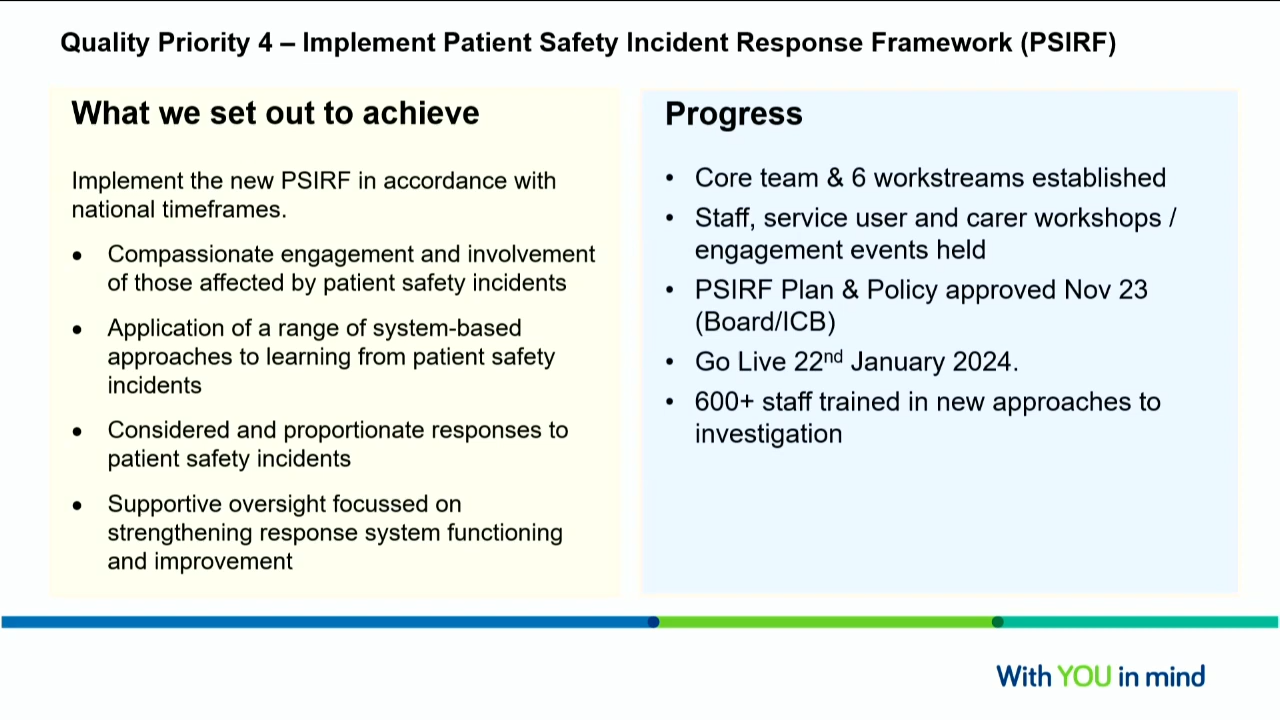 Quality Priority 4 – Implement Patient Safety Incident Response Framework (PSIRF)
What we set out to achieve
Implement the new PSIRF in accordance with
national timeframes.
• Compassionate engagement and involvement
of those affected by patient safety incidents
• Application of a range of system-based
approaches to learning from patient safety
incidents
• Considered and proportionate responses to
patient safety incidents
• Supportive oversight focussed on
strengthening response system functioning
and improvement
Progress
• Core team & 6 workstreams established
• Staff, service user and carer workshops /
engagement events held
• PSIRF Plan & Policy approved Nov 23
(Board/ICB)
• Go Live 22nd January 2024.
• 600+ staff trained in new approaches to
investigation
With YOU in mind